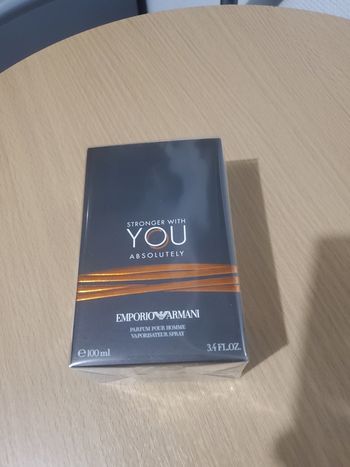 STRONGER WITH
YOU
ABSOLUTELY
EMPORIO ARMANI
PARFUM POUR HOMME
VAPORISATEUR SPRAY
℮100 ml 3.4 FL.OZ.